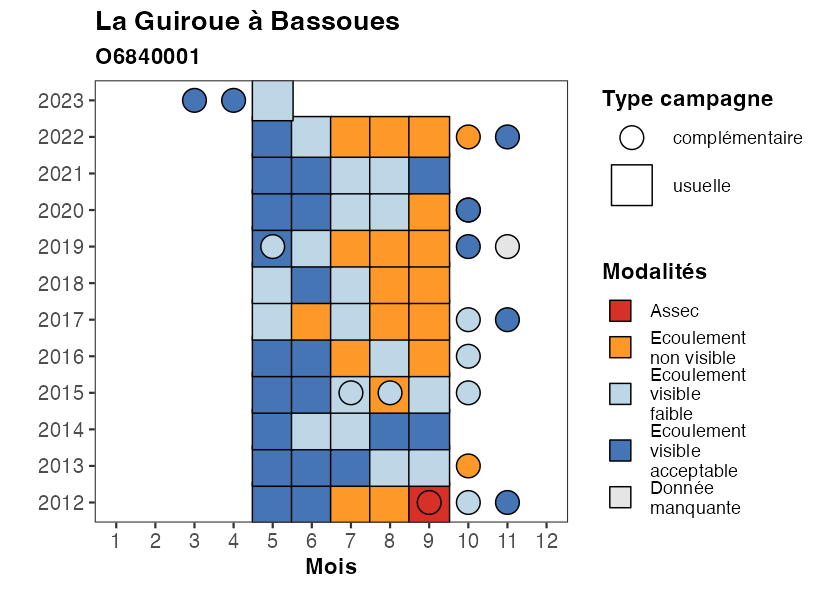 La Guiroue à Bassoues
O6840001
2023
2022
2021
2020
2019
2018
2017
2016
2015
2014
2013
2012
1 2 3 4 5 6 7 8 9 10 11 12
Mois
Type campagne
complémentaire
usuelle
Modalités
Assec
Ecoulement
non visible
Ecoulement
visible
faible
Ecoulement
visible
acceptable
Donnée
manquante